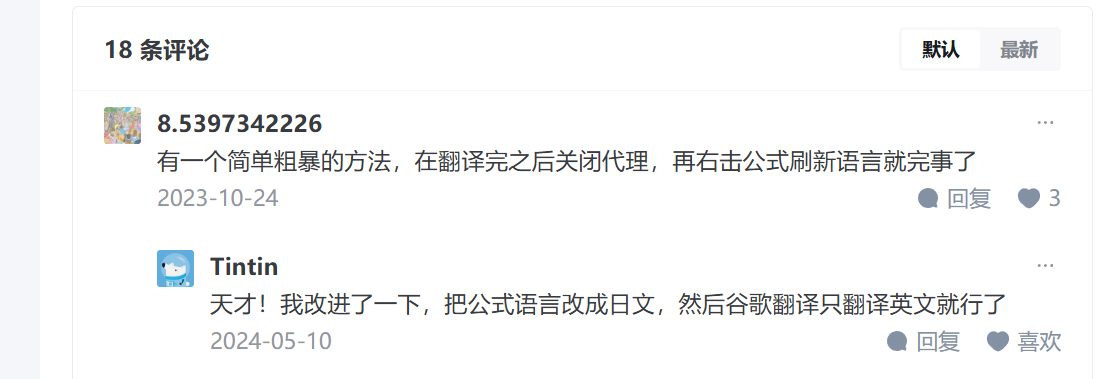 18 条评论
默认
最新
8.5397342226
有一个简单粗暴的方法，在翻译完之后关闭代理，再右击公式刷新语言就完事了
2023-10-24
回复
3
Tintin
天才！我改进了一下，把公式语言改成日文，然后谷歌翻译只翻译英文就行了
2024-05-10
回复
喜欢